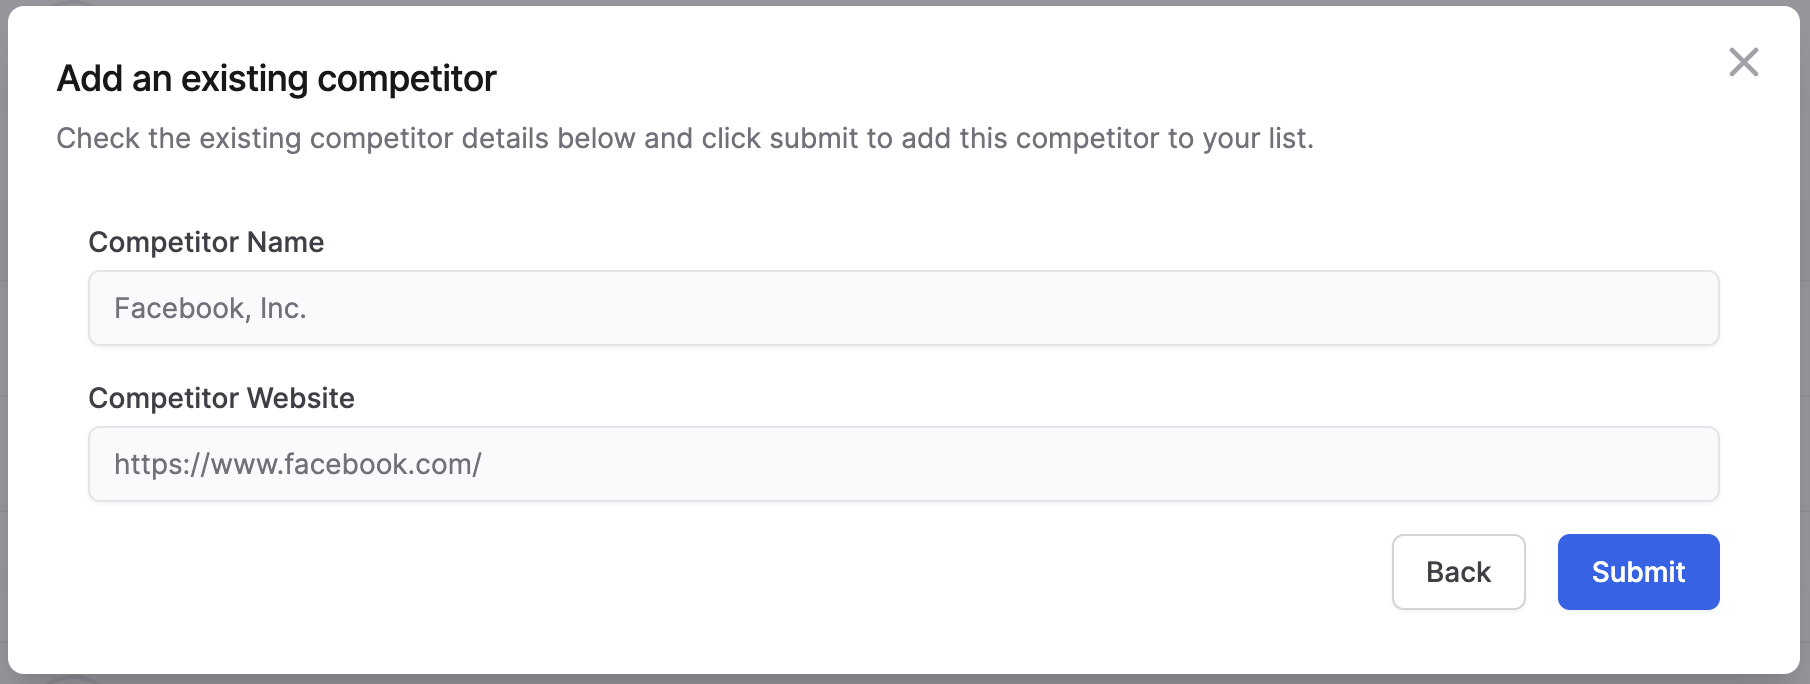 Add an existing competitor
Check the existing competitor details below and click submit to add this competitor to your list.
Competitor Name
Facebook, Inc.
Competitor Website
https://www.facebook.com/
Back
Submit